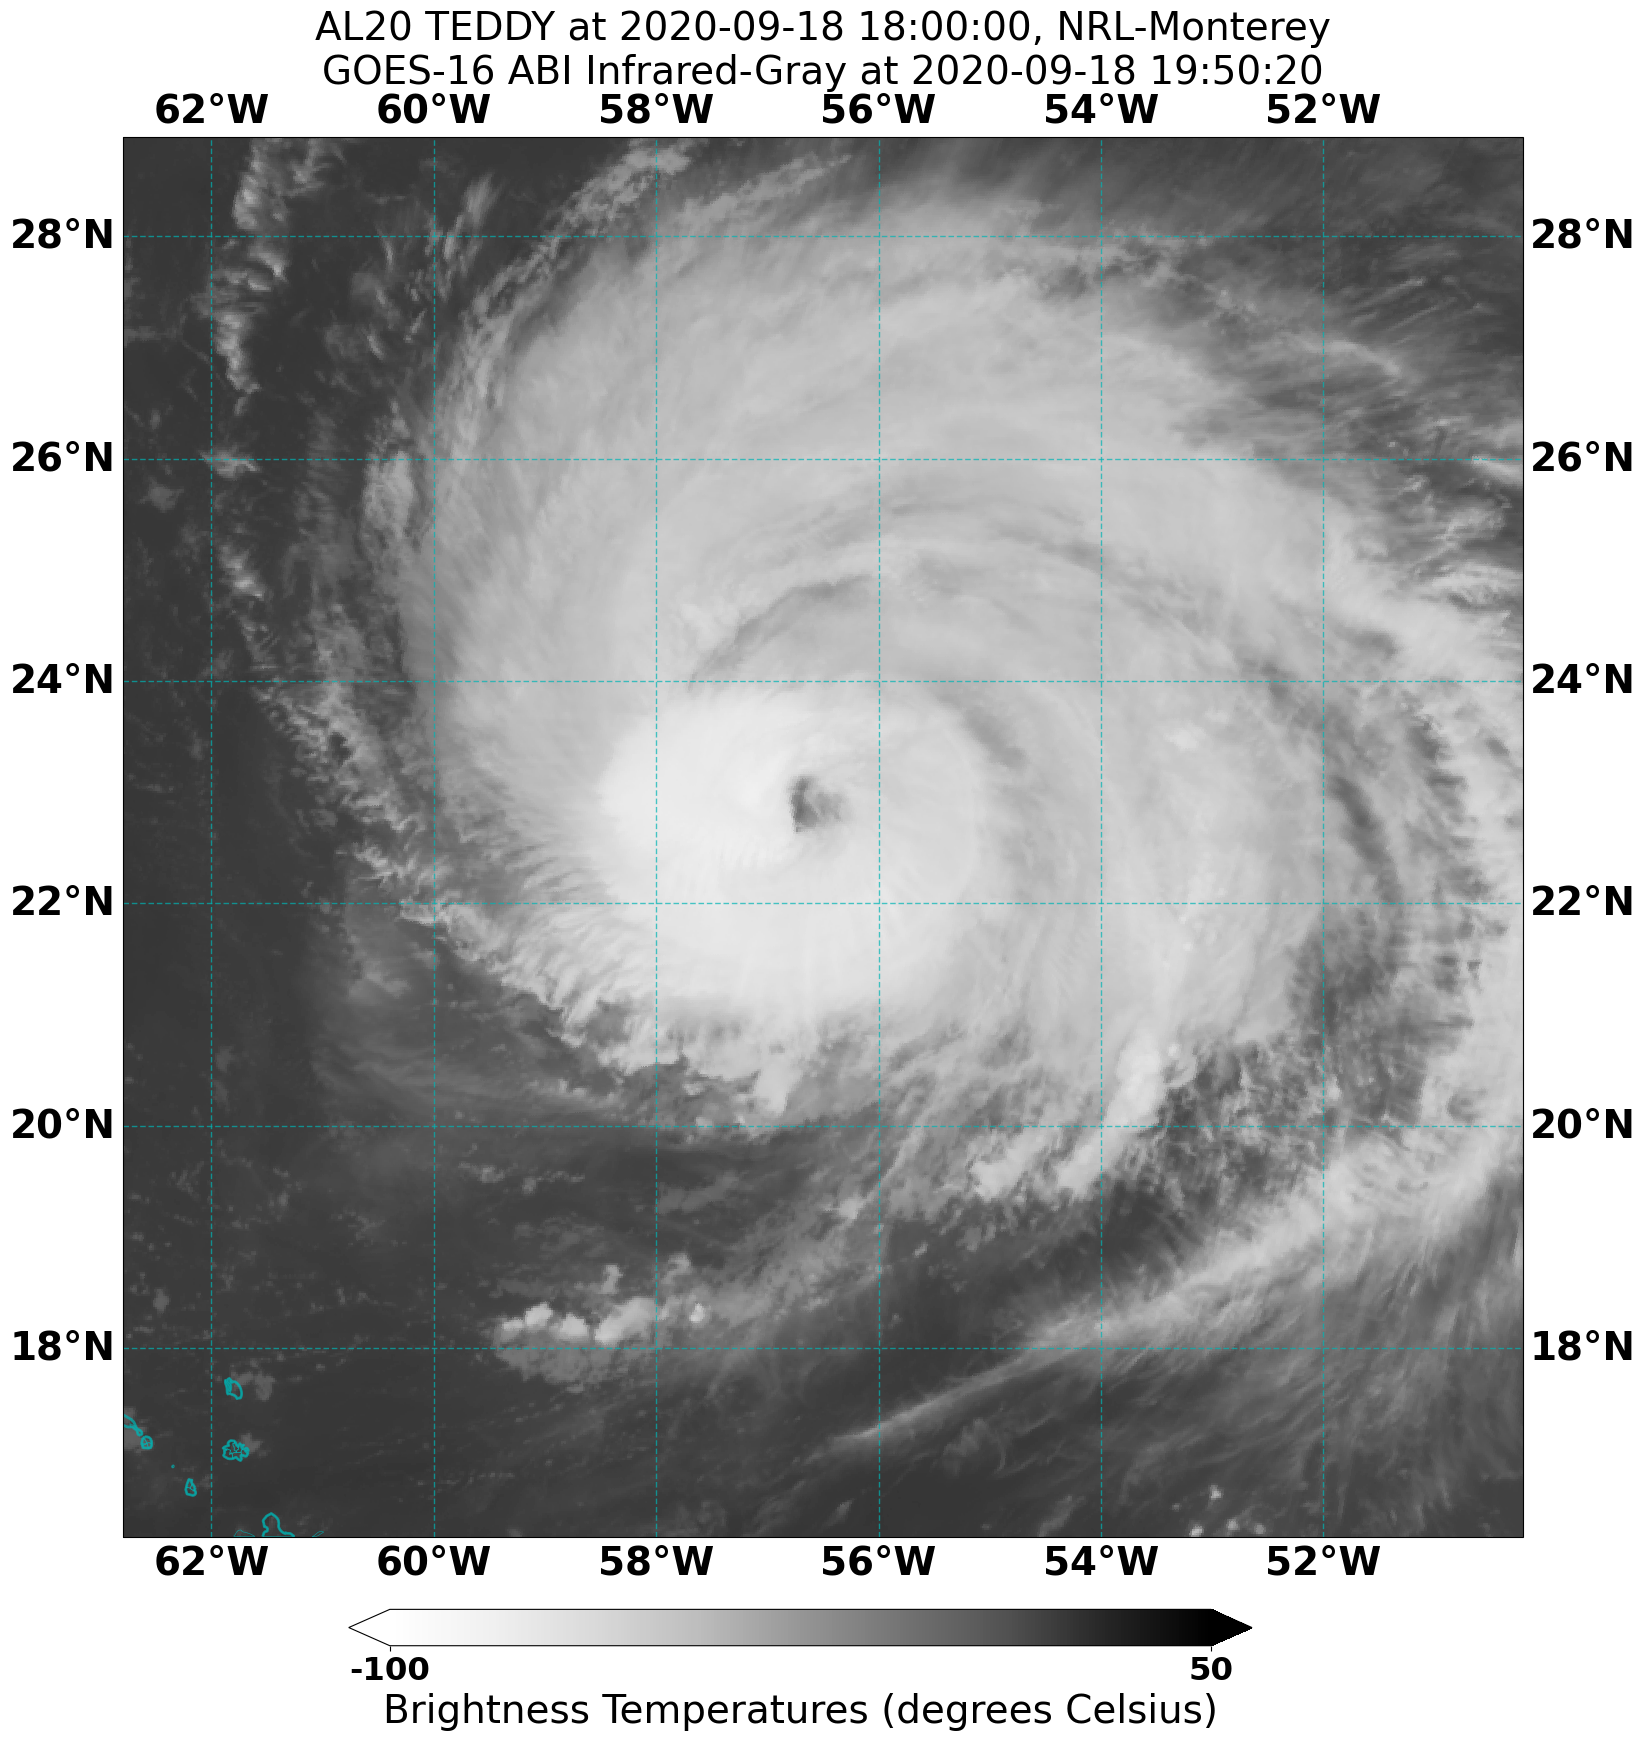 AL20 TEDDY at 2020-09-18 18:00:00, NRL-Monterey
GOES-16 ABI Infrared-Gray at 2020-09-18 19:50:20
62°W 60°W 58°W 56°W 54°W 52°W
28°N 28°N
26°N 26°N
24°N 24°N
22°N 22°N
20°N 20°N
18°N 18°N
62°W 60°W 58°W 56°W 54°W 52°W
-100 50
Brightness Temperatures (degrees Celsius)